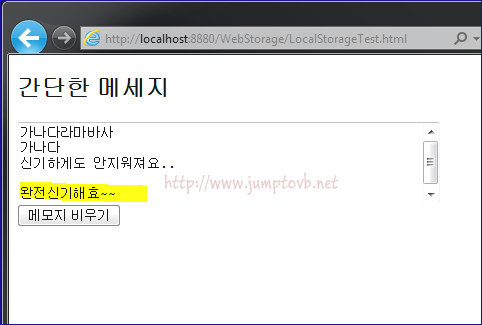 http://localhost:8880/WebStorage/LocalStorageTest.html
간단한 메세지
가나다라마바사
가나다
신기하게도 안지워져요..
http://www.jumptovb.net
완전신기해효~~
메모지 비우기